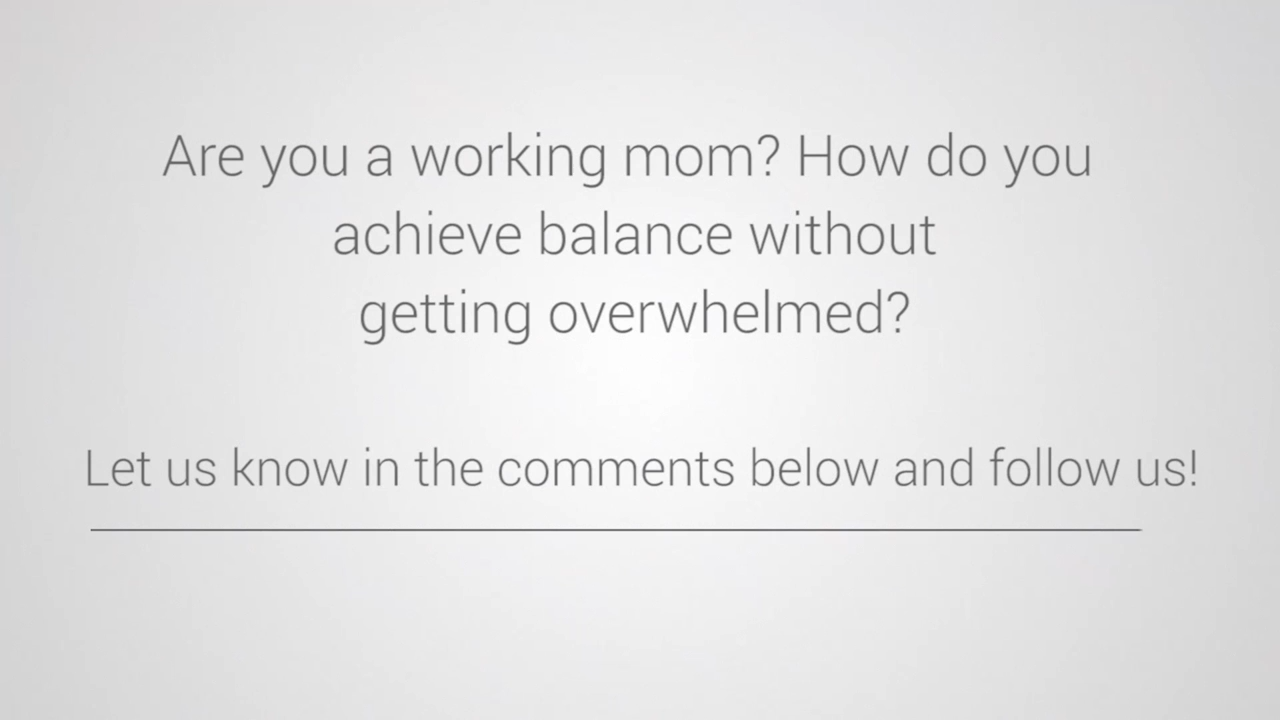 Are you a working mom? How do you
achieve balance without
getting overwhelmed?
Let us know in the comments below and follow us!